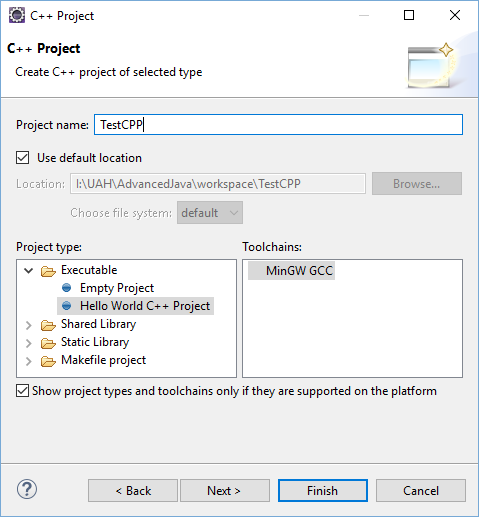 C++ Project
C++ Project
Create C++ project of selected type
Project name: TestCPP
Use default location
Location: I:\UAH\AdvancedJava\workspace\TestCPP Browse...
Choose file system: default
Project type: Toolchains:
Executable MinGW GCC
Empty Project
Hello World C++ Project
Shared Library
Static Library
Makefile project
Show project types and toolchains only if they are supported on the platform
? < Back Next > Finish Cancel